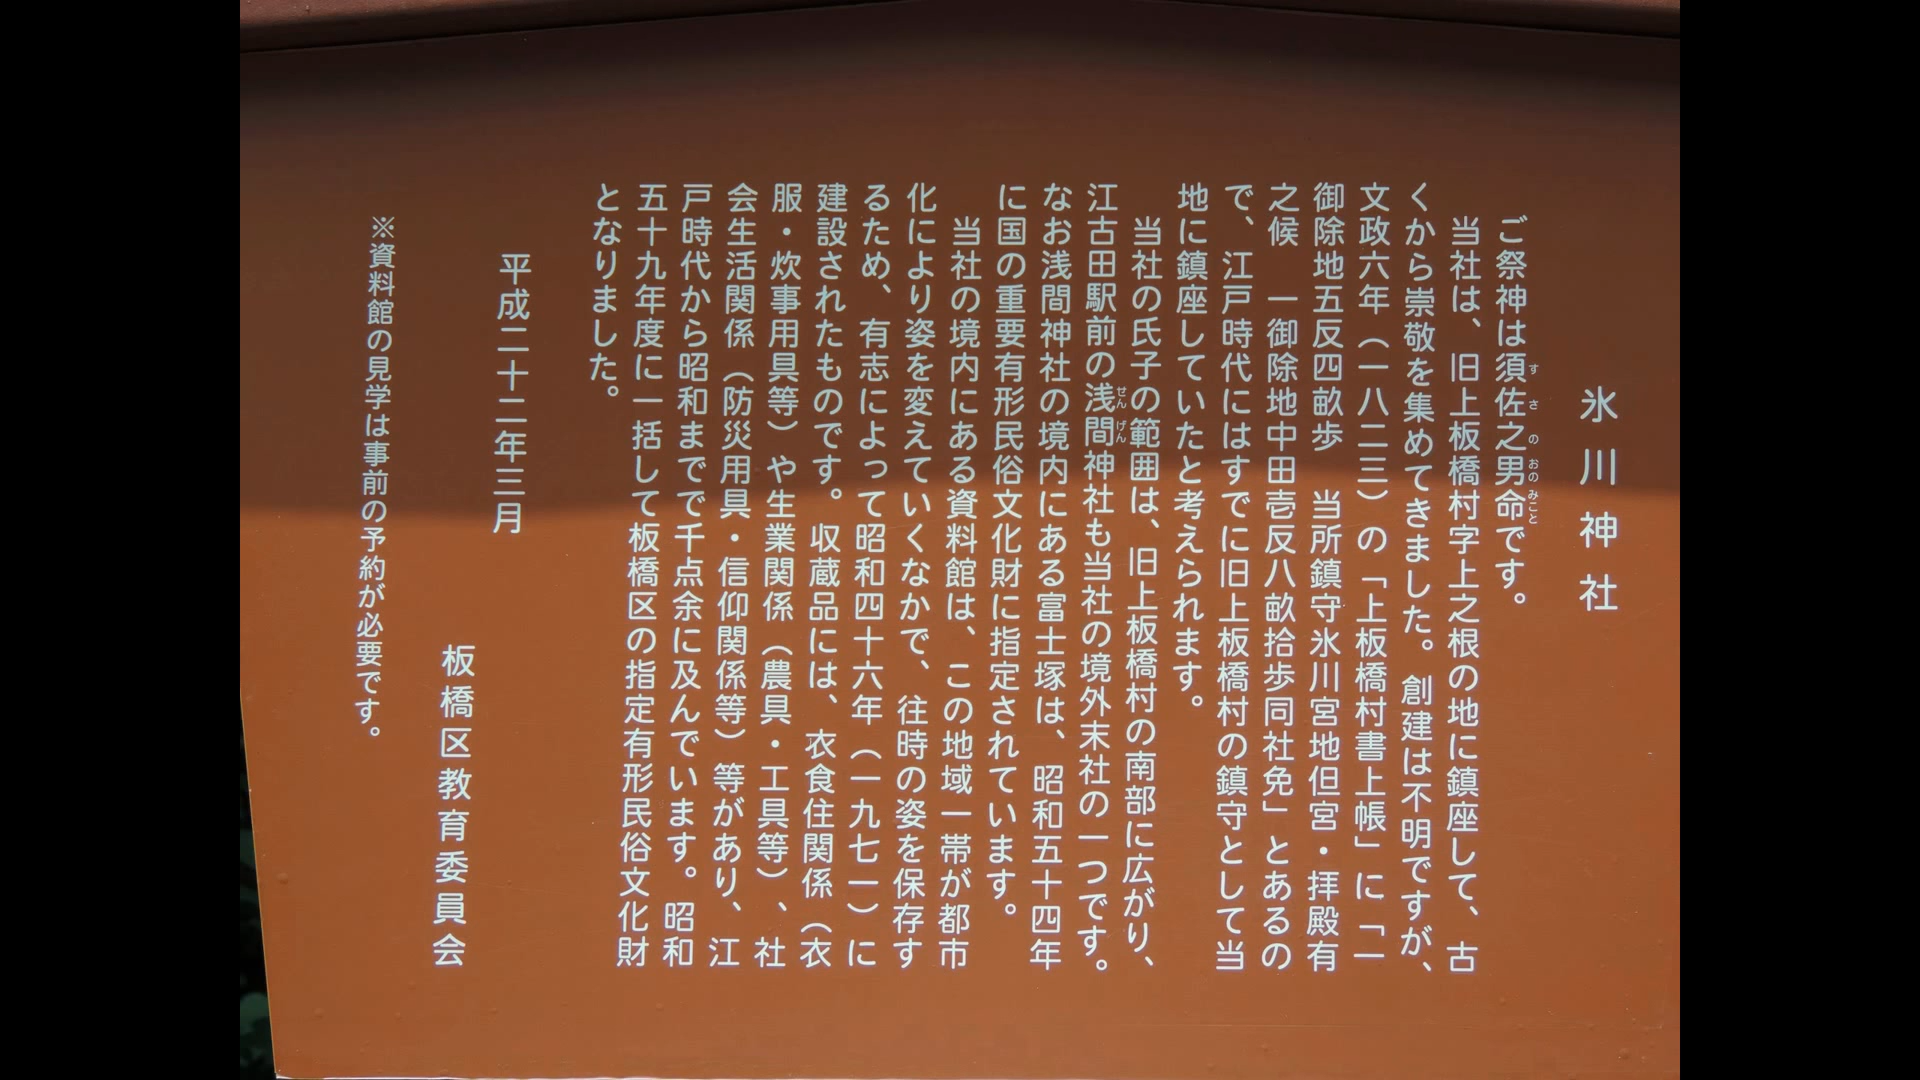 氷川神社
ご祭神は須佐之男命です。
当社は、旧上板橋村字上之根の地に鎮座して、古
くから崇敬を集めてきました。創建は不明ですが、
文政六年（一八二三）の「上板橋村書上帳」に「一
御除地五反四畝歩　当所鎮守氷川宮地但宮・拝殿有
之候　一御除地中田壱反八畝拾歩同社免」とあるの
で、江戸時代にはすでに旧上板橋村の鎮守として当
地に鎮座していたと考えられます。
当社の氏子の範囲は、旧上板橋村の南部に広がり、
江古田駅前の浅間神社も当社の境外末社の一つです。
なお浅間神社の境内にある富士塚は、昭和五十四年
に国の重要有形民俗文化財に指定されています。
当社の境内にある資料館は、この地域一帯が都市
化により姿を変えていくなかで、往時の姿を保存す
るため、有志によって昭和四十六年（一九七一）に
建設されたものです。収蔵品には、衣食住関係（衣
服・炊事用具等）や生業関係（農具・工具等）、社
会生活関係（防災用具・信仰関係等）等があり、江
戸時代から昭和までで千点余に及んでいます。昭和
五十九年度に一括して板橋区の指定有形民俗文化財
となりました。
平成二十二年三月
板橋区教育委員会
※資料館の見学は事前の予約が必要です。